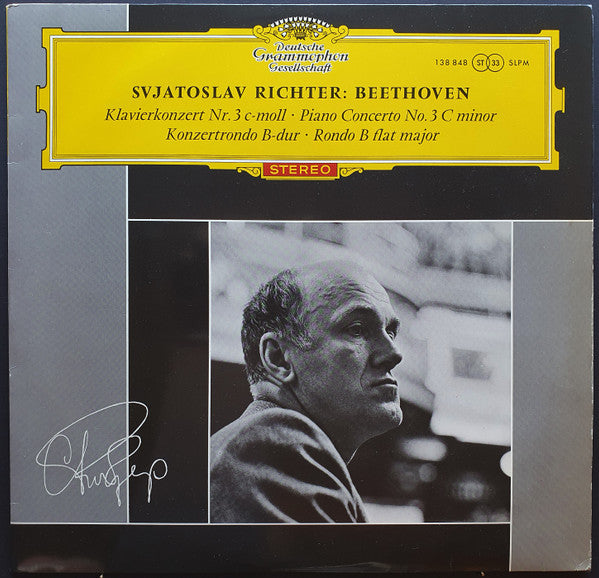 Deutsche
Grammophon
Gesellschaft
138 848 ST 33 SLPM
SVJATOSLAV RICHTER: BEETHOVEN
Klavierkonzert Nr. 3 c-moll · Piano Concerto No. 3 C minor
Konzertrondo B-dur · Rondo B flat major
STEREO